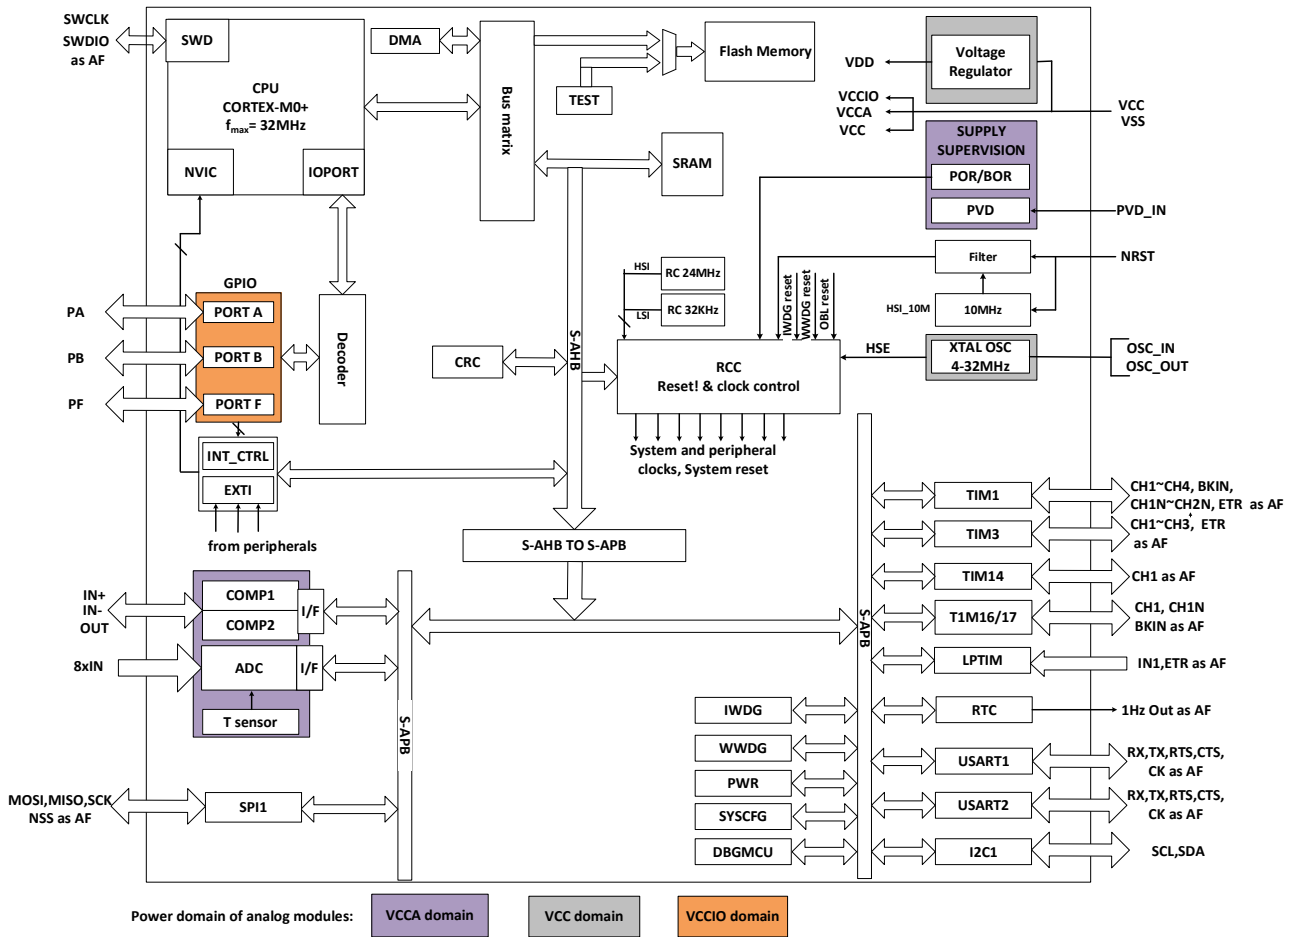 SWCLK
SWDIO
as AF
SWD
CPU
CORTEX-M0+
fmax= 32MHz
NVIC
IOPORT
DMA
Bus matrix
TEST
Flash Memory
SRAM
Voltage
Regulator
VDD
VCCIO
VCCA
VCC
VCC
VSS
SUPPLY
SUPERVISION
POR/BOR
PVD
PVD_IN
Filter
NRST
HSI_10M
10MHz
HSI
RC 24MHz
LSI
RC 32KHz
IWDG reset
WWDG reset
OBL reset
GPIO
PA
PORT A
PB
PORT B
PF
PORT F
Decoder
S-AHB
CRC
RCC
Reset! & clock control
HSE
XTAL OSC
4-32MHz
OSC_IN
OSC_OUT
System and peripheral
clocks, System reset
INT_CTRL
EXTI
from peripherals
S-AHB TO S-APB
IN+
IN-
OUT
COMP1
COMP2
I/F
8xIN
ADC
I/F
T sensor
S-APB
MOSI,MISO,SCK
NSS as AF
SPI1
S-APB
TIM1
CH1~CH4, BKIN,
CH1N~CH2N, ETR as AF
TIM3
CH1~CH3, ETR
as AF
TIM14
CH1 as AF
T1M16/17
CH1, CH1N
BKIN as AF
LPTIM
IN1,ETR as AF
IWDG
RTC
1Hz Out as AF
WWDG
USART1
RX,TX,RTS,CTS,
CK as AF
PWR
SYSCFG
USART2
RX,TX,RTS,CTS,
CK as AF
DBGMCU
I2C1
SCL,SDA
Power domain of analog modules:
VCCA domain
VCC domain
VCCIO domain